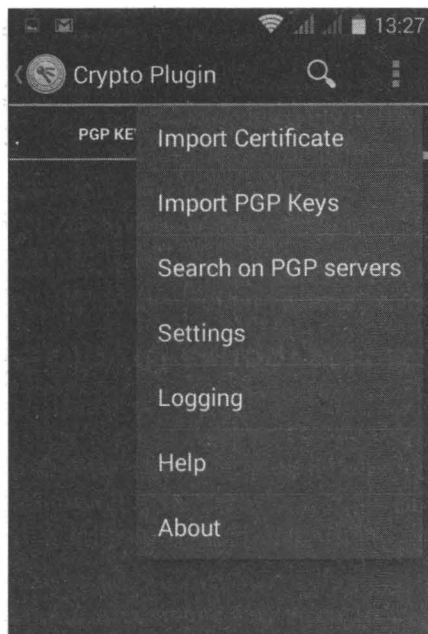 13:27
Crypto Plugin
PGP KE
Import Certificate
Import PGP Keys
Search on PGP servers
Settings
Logging
Help
About